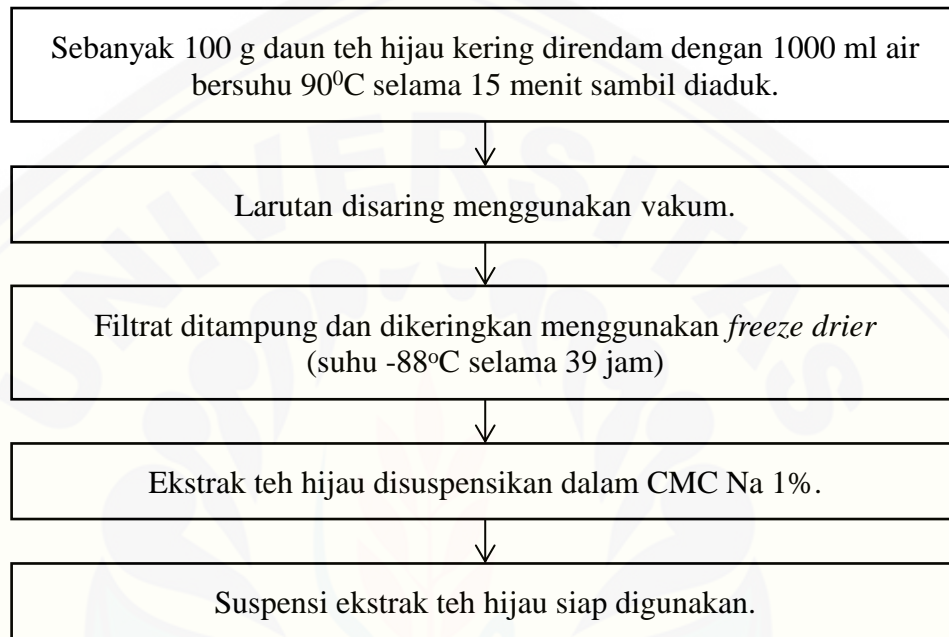 Sebanyak 100 g daun teh hijau kering direndam dengan 1000 ml air
bersuhu 90⁰C selama 15 menit sambil diaduk.
Larutan disaring menggunakan vakum.
Filtrat ditampung dan dikeringkan menggunakan freeze drier
(suhu -88ᵒC selama 39 jam)
Ekstrak teh hijau disuspensikan dalam CMC Na 1%.
Suspensi ekstrak teh hijau siap digunakan.
UNIVERSITAS